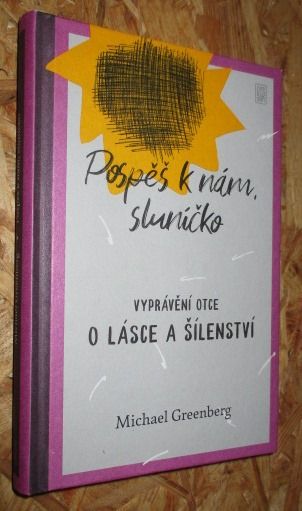 Pospěš k nám,
sluníčko
VYPRÁVĚNÍ OTCE
O LÁSCE A ŠÍLENSTVÍ
Michael Greenberg